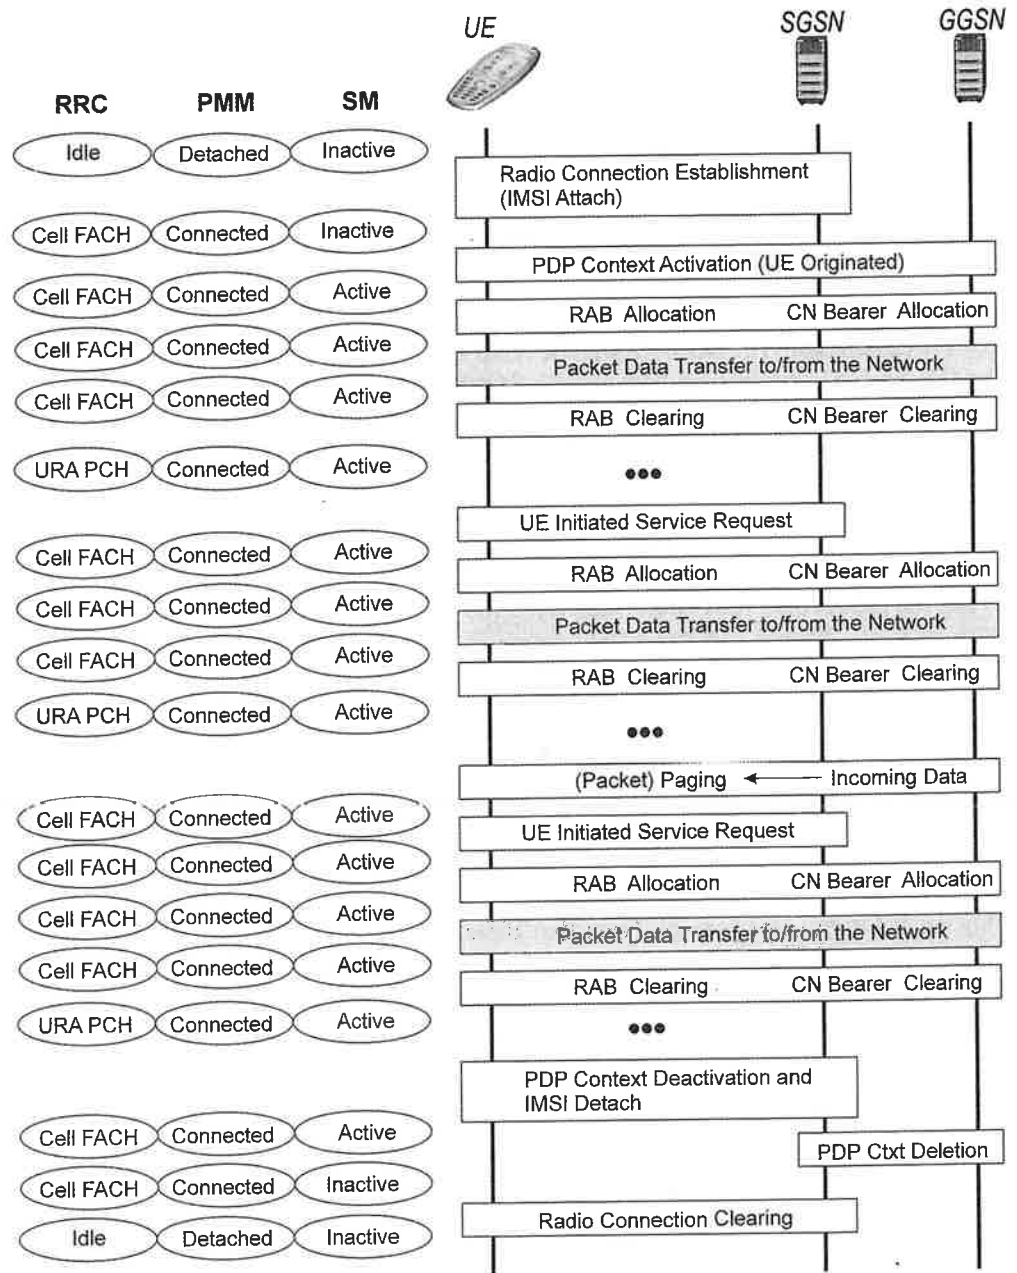 UE SGSN GGSN
RRC PMM SM
Idle Detached Inactive
Radio Connection Establishment
(IMSI Attach)
Cell FACH Connected Inactive
PDP Context Activation (UE Originated)
Cell FACH Connected Active
RAB Allocation CN Bearer Allocation
Cell FACH Connected Active
Packet Data Transfer to/from the Network
Cell FACH Connected Active
RAB Clearing CN Bearer Clearing
URA PCH Connected Active
UE Initiated Service Request
Cell FACH Connected Active
RAB Allocation CN Bearer Allocation
Cell FACH Connected Active
Packet Data Transfer to/from the Network
Cell FACH Connected Active
RAB Clearing CN Bearer Clearing
URA PCH Connected Active
(Packet) Paging Incoming Data
Cell FACH Connected Active
UE Initiated Service Request
Cell FACH Connected Active
RAB Allocation CN Bearer Allocation
Cell FACH Connected Active
Packet Data Transfer to/from the Network
Cell FACH Connected Active
RAB Clearing CN Bearer Clearing
URA PCH Connected Active
PDP Context Deactivation and
IMSI Detach
Cell FACH Connected Active
PDP Ctxt Deletion
Cell FACH Connected Inactive
Radio Connection Clearing
Idle Detached Inactive